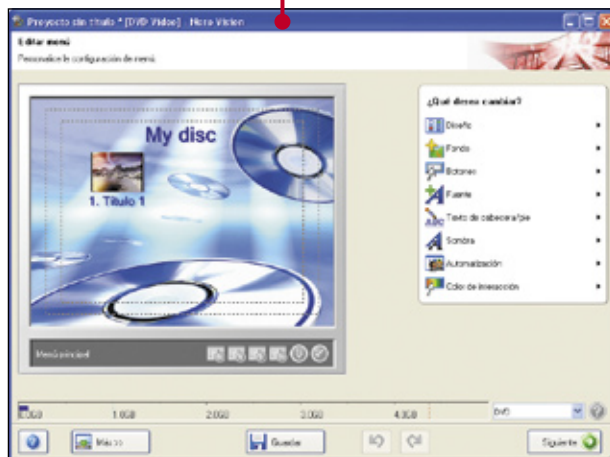 Proyecto sin título * [DVD Video] - Nero Vision
Editar menú
Personalice la configuración de menú.
My disc
1. Título 1
Menú principal
¿Qué desea cambiar?
Diseño
Fondo
Botones
Fuente
Texto de cabecera/pie
Sombra
Automatización
Color de interacción
1.0GB 2.0GB 3.0GB 4.0GB DVD
Más >> Guardar Siguiente